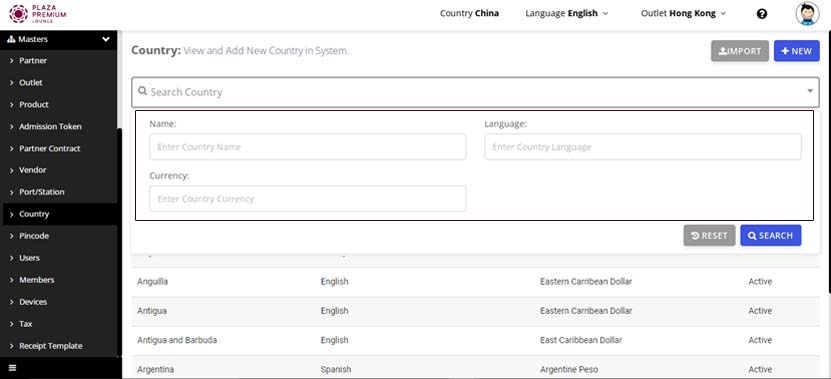 PLAZA
PREMIUM
LOUNGE
Country China
Language English
Outlet Hong Kong
Masters
Partner
Outlet
Product
Admission Token
Partner Contract
Vendor
Port/Station
Country
Pincode
Users
Members
Devices
Tax
Receipt Template
Country: View and Add New Country in System.
IMPORT
NEW
Search Country
Name:
Language:
Enter Country Name
Enter Country Language
Currency:
Enter Country Currency
RESET
SEARCH
Anguilla English Eastern Carribean Dollar Active
Antigua English Eastern Carribean Dollar Active
Antigua and Barbuda English East Caribbean Dollar Active
Argentina Spanish Argentine Peso Active